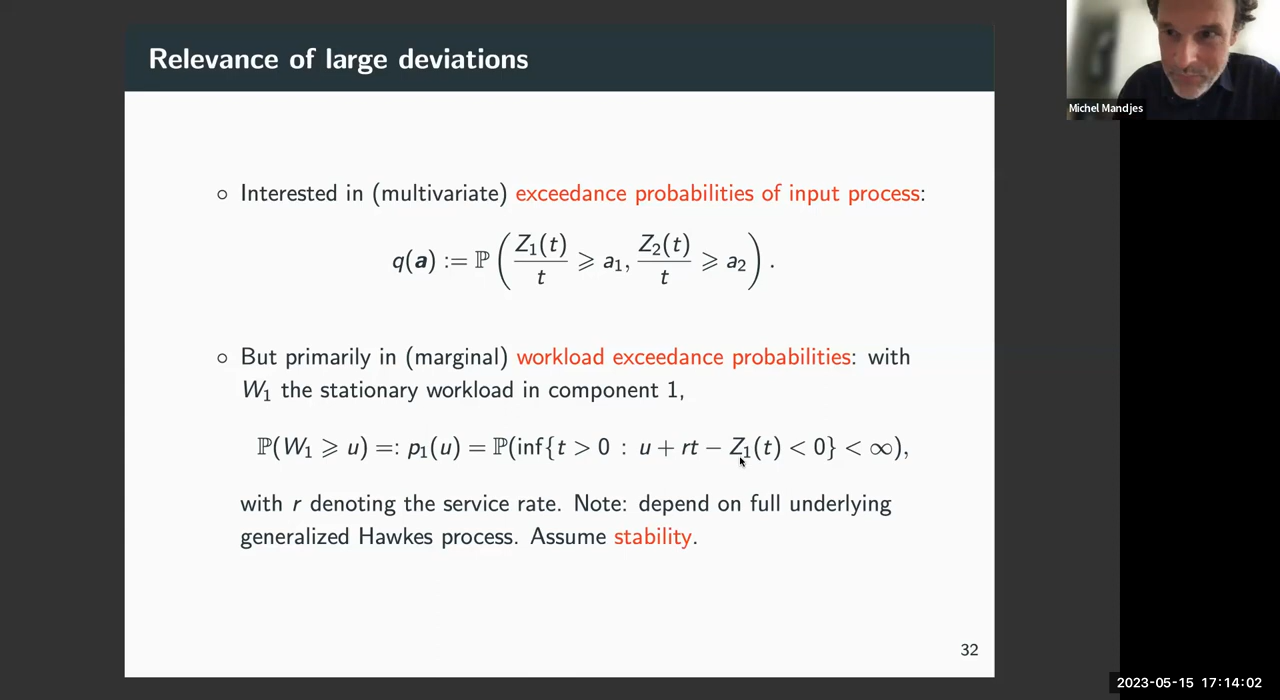 Relevance of large deviations
Michel Mandjes
○ Interested in (multivariate) exceedance probabilities of input process:
q(a) := ℙ( Z₁(t)/t ⩾ a₁, Z₂(t)/t ⩾ a₂ ).
○ But primarily in (marginal) workload exceedance probabilities: with
W₁ the stationary workload in component 1,
ℙ(W₁ ⩾ u) =: p₁(u) = ℙ(inf{t > 0 : u + rt − Z₁(t) < 0} < ∞),
with r denoting the service rate. Note: depend on full underlying
generalized Hawkes process. Assume stability.
32
2023-05-15 17:14:02